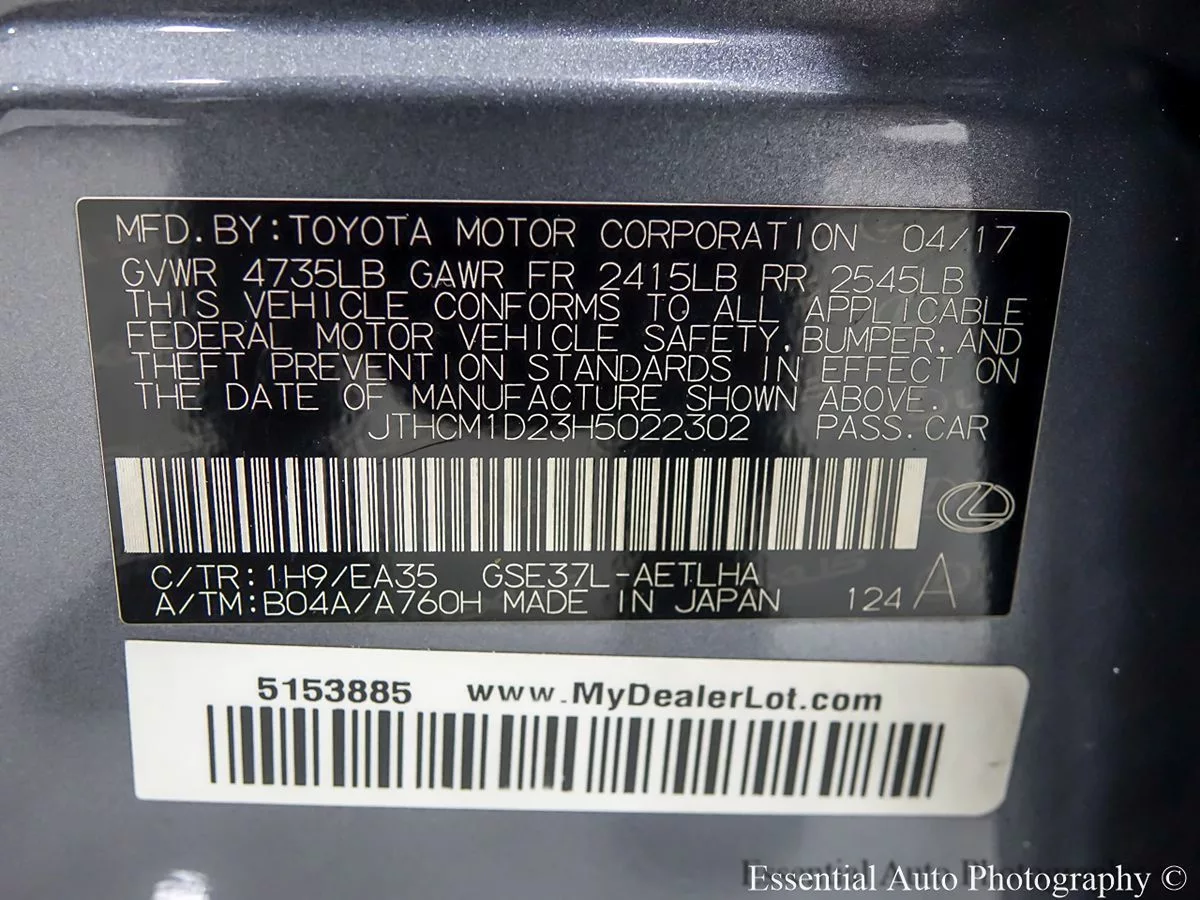 MFD. BY: TOYOTA MOTOR CORPORATION 04/17
GVWR 4735LB GAWR FR 2415LB RR 2545LB
THIS VEHICLE CONFORMS TO ALL APPLICABLE
FEDERAL MOTOR VEHICLE SAFETY, BUMPER, AND
THEFT PREVENTION STANDARDS IN EFFECT ON
THE DATE OF MANUFACTURE SHOWN ABOVE.
JTHCM1D23H5022302 PASS. CAR
C/TR: 1H9/EA35 GSE37L-AETLHA
A/TM: B04A/A760H MADE IN JAPAN 124 A
5153885 www.MyDealerLot.com
Essential Auto Photography ©